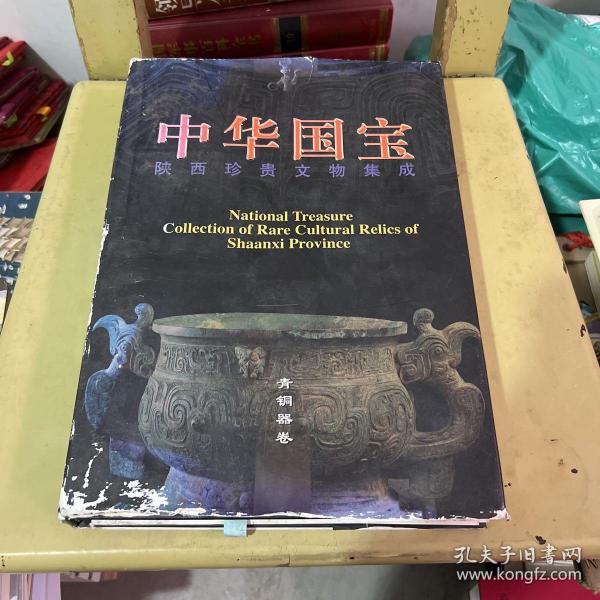 中华国宝
陕西珍贵文物集成
National Treasure
Collection of Rare Cultural Relics of
Shaanxi Province
青铜器卷
孔夫子旧書网
www.kongfz.com